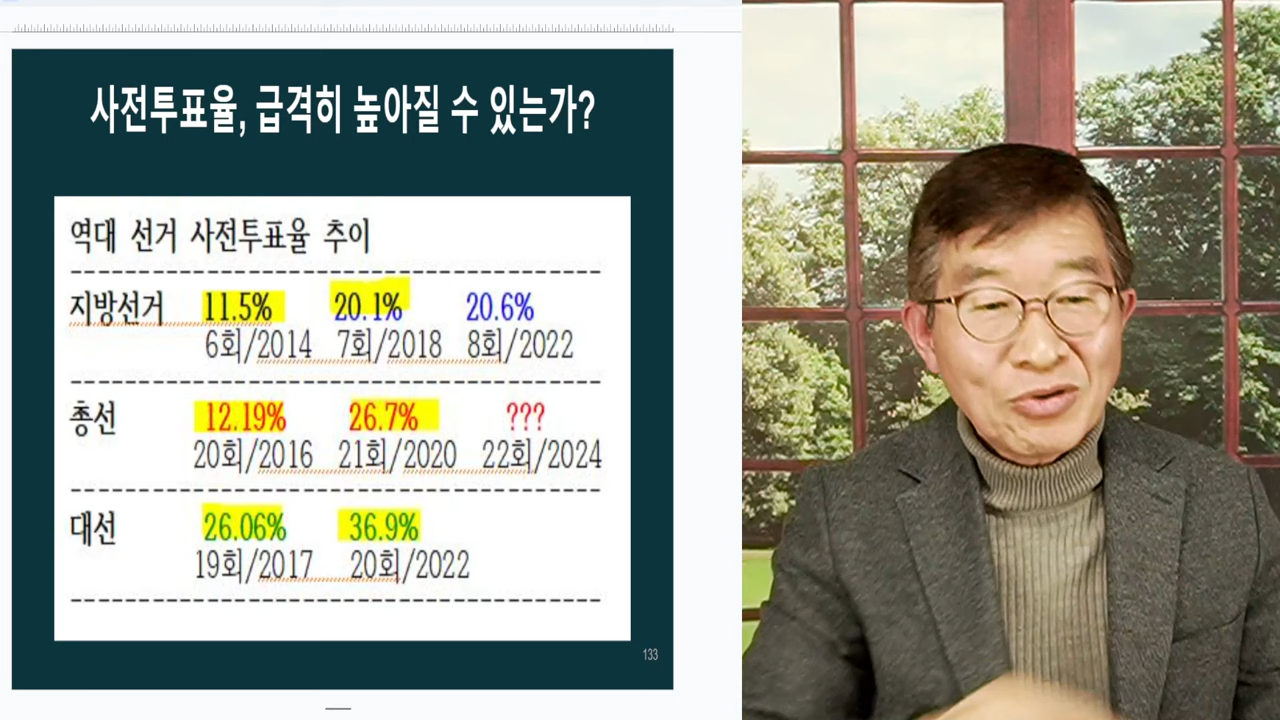 사전투표율, 급격히 높아질 수 있는가?
역대 선거 사전투표율 추이
지방선거 11.5% 20.1% 20.6%
6회/2014 7회/2018 8회/2022
총선 12.19% 26.7% ???
20회/2016 21회/2020 22회/2024
대선 26.06% 36.9%
19회/2017 20회/2022
133